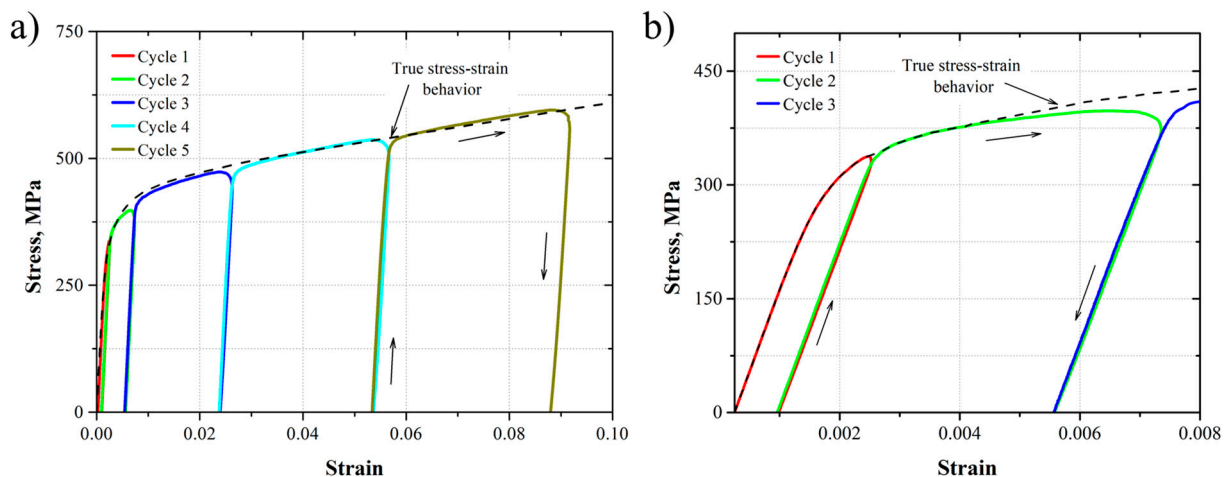 a)
750
500
250
0
Stress, MPa
Cycle 1
Cycle 2
Cycle 3
Cycle 4
Cycle 5
True stress-strain
behavior
0.00
0.02
0.04
0.06
0.08
0.10
Strain
b)
450
300
150
0
Stress, MPa
Cycle 1
Cycle 2
Cycle 3
True stress-strain
behavior
0.002
0.004
0.006
0.008
Strain